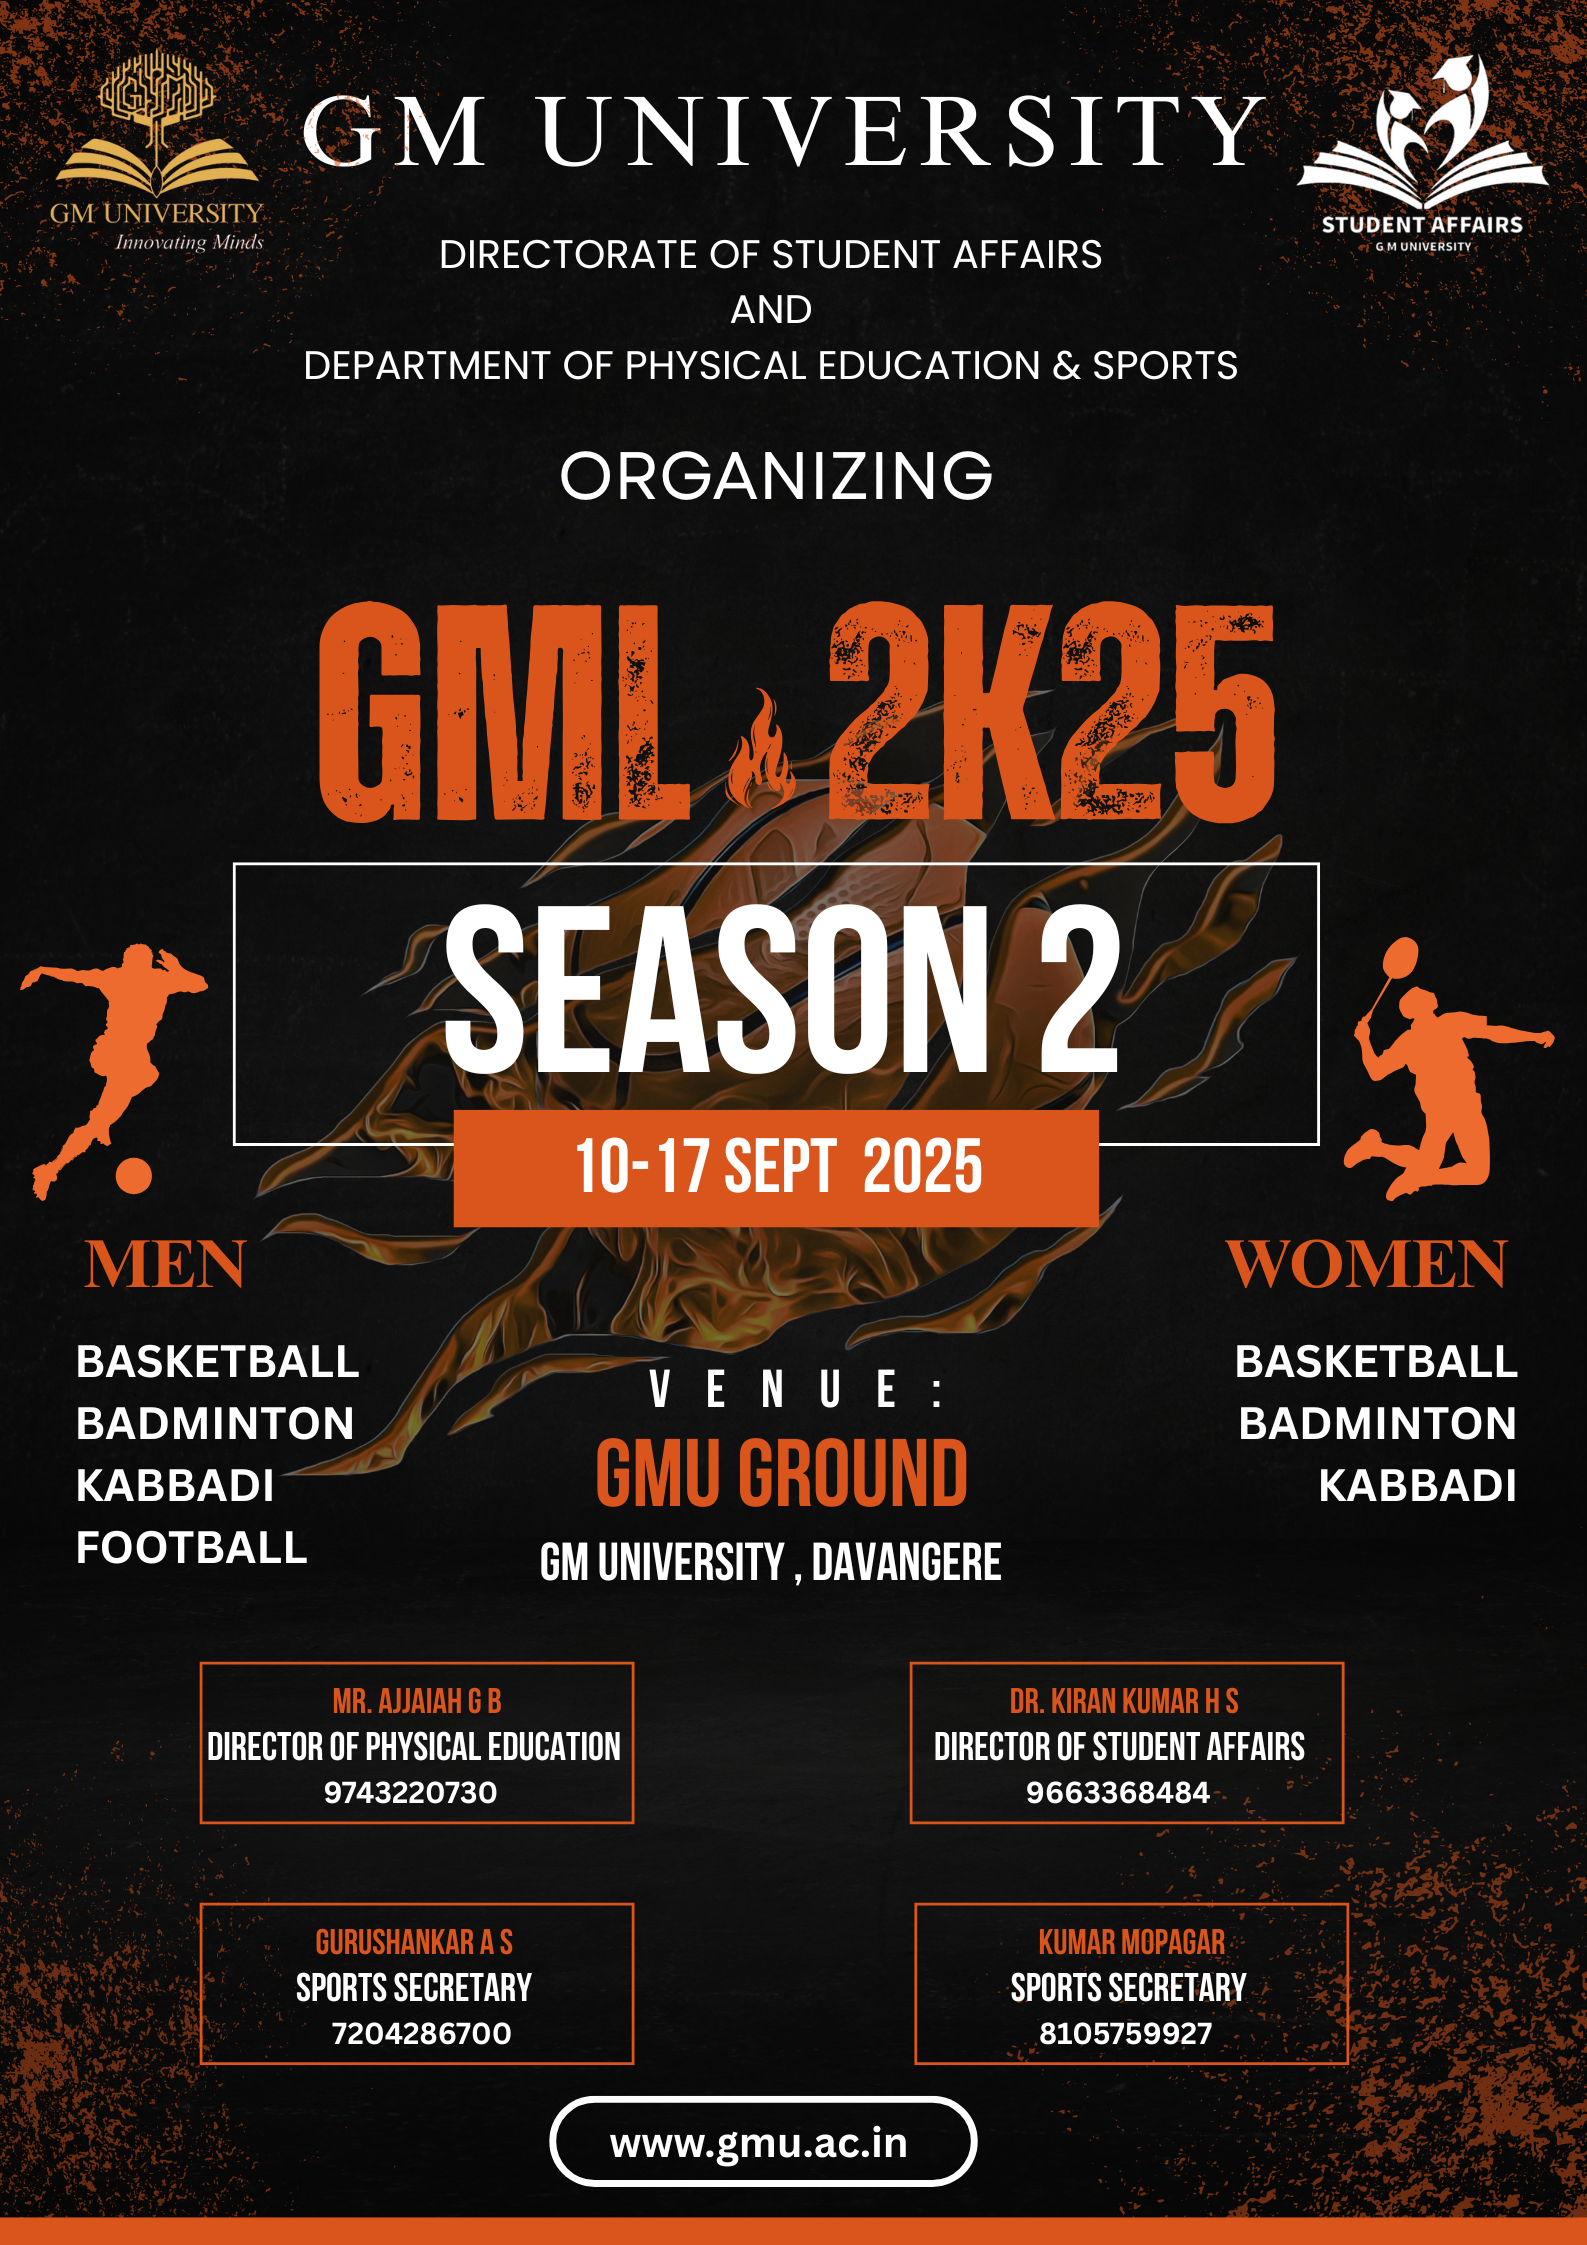 GM UNIVERSITY
GM UNIVERSITY
Innovating Minds
STUDENT AFFAIRS
G M UNIVERSITY
DIRECTORATE OF STUDENT AFFAIRS
AND
DEPARTMENT OF PHYSICAL EDUCATION & SPORTS
ORGANIZING
GML 2K25
SEASON 2
10-17 SEPT 2025
MEN
BASKETBALL
BADMINTON
KABBADI
FOOTBALL
WOMEN
BASKETBALL
BADMINTON
KABBADI
VENUE:
GMU GROUND
GM UNIVERSITY , DAVANGERE
MR. AJJAIAH G B
DIRECTOR OF PHYSICAL EDUCATION
9743220730
DR. KIRAN KUMAR H S
DIRECTOR OF STUDENT AFFAIRS
9663368484
GURUSHANKAR A S
SPORTS SECRETARY
7204286700
KUMAR MOPAGAR
SPORTS SECRETARY
8105759927
www.gmu.ac.in